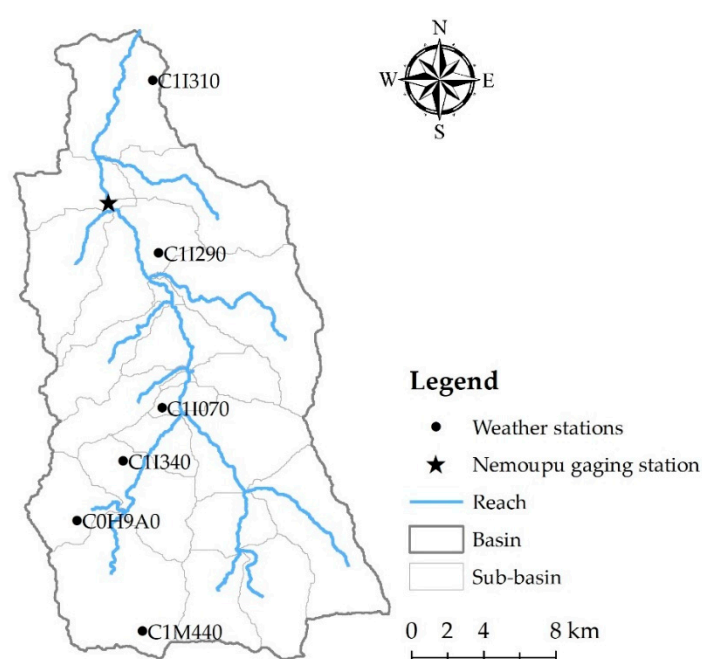 N
W E
S
C1I310
C1I290
C1I070
C1I340
C0H9A0
C1M440
Legend
Weather stations
Nemoupu gaging station
Reach
Basin
Sub-basin
0 2 4 8 km